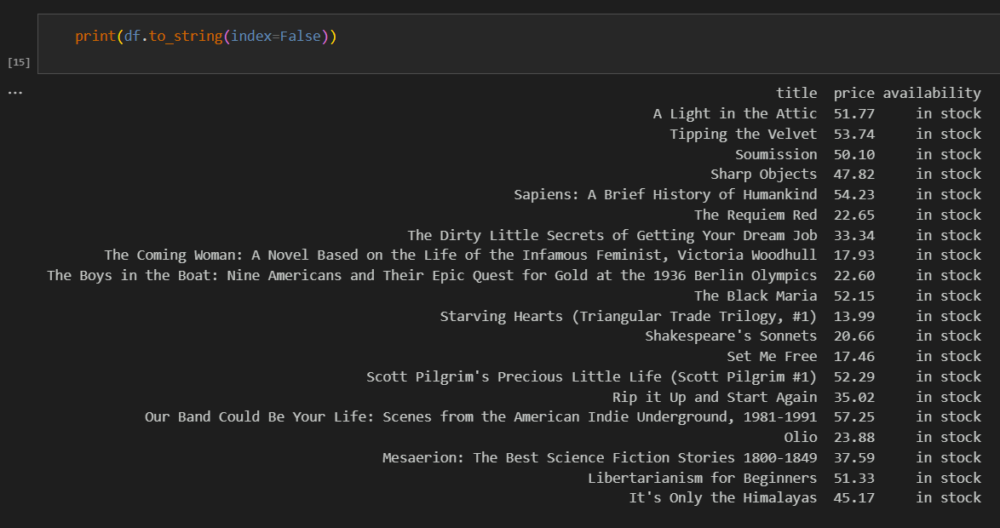 print(df.to_string(index=False))
[15]
...
title price availability
A Light in the Attic 51.77 in stock
Tipping the Velvet 53.74 in stock
Soumission 50.10 in stock
Sharp Objects 47.82 in stock
Sapiens: A Brief History of Humankind 54.23 in stock
The Requiem Red 22.65 in stock
The Dirty Little Secrets of Getting Your Dream Job 33.34 in stock
The Coming Woman: A Novel Based on the Life of the Infamous Feminist, Victoria Woodhull 17.93 in stock
The Boys in the Boat: Nine Americans and Their Epic Quest for Gold at the 1936 Berlin Olympics 22.60 in stock
The Black Maria 52.15 in stock
Starving Hearts (Triangular Trade Trilogy, #1) 13.99 in stock
Shakespeare's Sonnets 20.66 in stock
Set Me Free 17.46 in stock
Scott Pilgrim's Precious Little Life (Scott Pilgrim #1) 52.29 in stock
Rip it Up and Start Again 35.02 in stock
Our Band Could Be Your Life: Scenes from the American Indie Underground, 1981-1991 57.25 in stock
Olio 23.88 in stock
Mesaerion: The Best Science Fiction Stories 1800-1849 37.59 in stock
Libertarianism for Beginners 51.33 in stock
It's Only the Himalayas 45.17 in stock